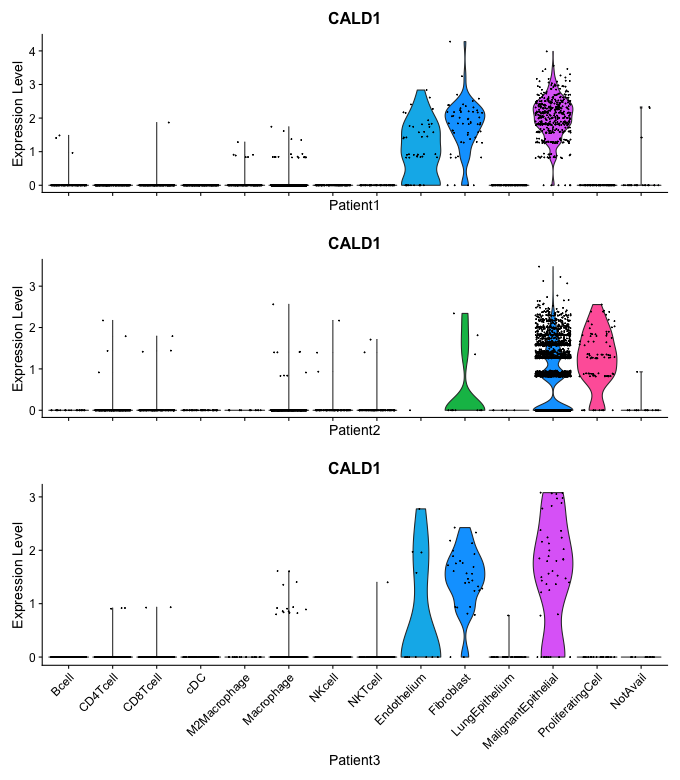 CALD1
Expression Level
4
3
2
1
0
Patient1
CALD1
Expression Level
3
2
1
0
Patient2
CALD1
Expression Level
3
2
1
0
Bcell
CD4Tcell
CD8Tcell
cDC
M2Macrophage
Macrophage
NKcell
NKTcell
Endothelium
Fibroblast
LungEpithelium
MalignantEpithelial
ProliferatingCell
NotAvail
Patient3